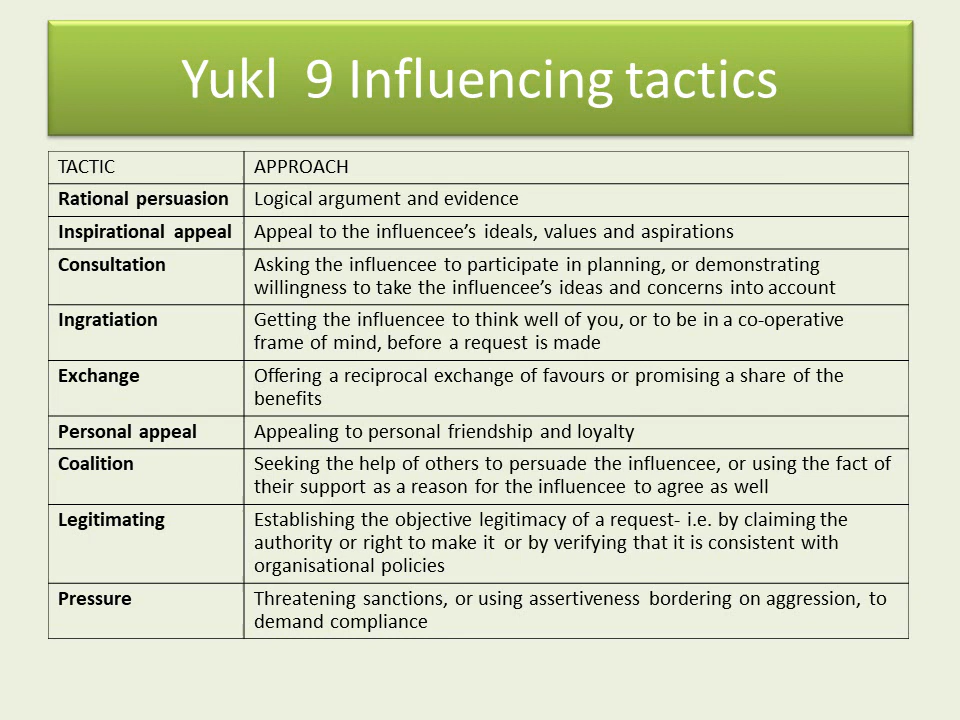 Yukl  9 Influencing tactics
TACTIC
APPROACH
Rational persuasion
Logical argument and evidence
Inspirational appeal
Appeal to the influencee’s ideals, values and aspirations
Consultation
Asking the influencee to participate in planning, or demonstrating
willingness to take the influencee’s ideas and concerns into account
Ingratiation
Getting the influencee to think well of you, or to be in a co-operative
frame of mind, before a request is made
Exchange
Offering a reciprocal exchange of favours or promising a share of the
benefits
Personal appeal
Appealing to personal friendship and loyalty
Coalition
Seeking the help of others to persuade the influencee, or using the fact of
their support as a reason for the influencee to agree as well
Legitimating
Establishing the objective legitimacy of a request- i.e. by claiming the
authority or right to make it or by verifying that it is consistent with
organisational policies
Pressure
Threatening sanctions, or using assertiveness bordering on aggression, to
demand compliance